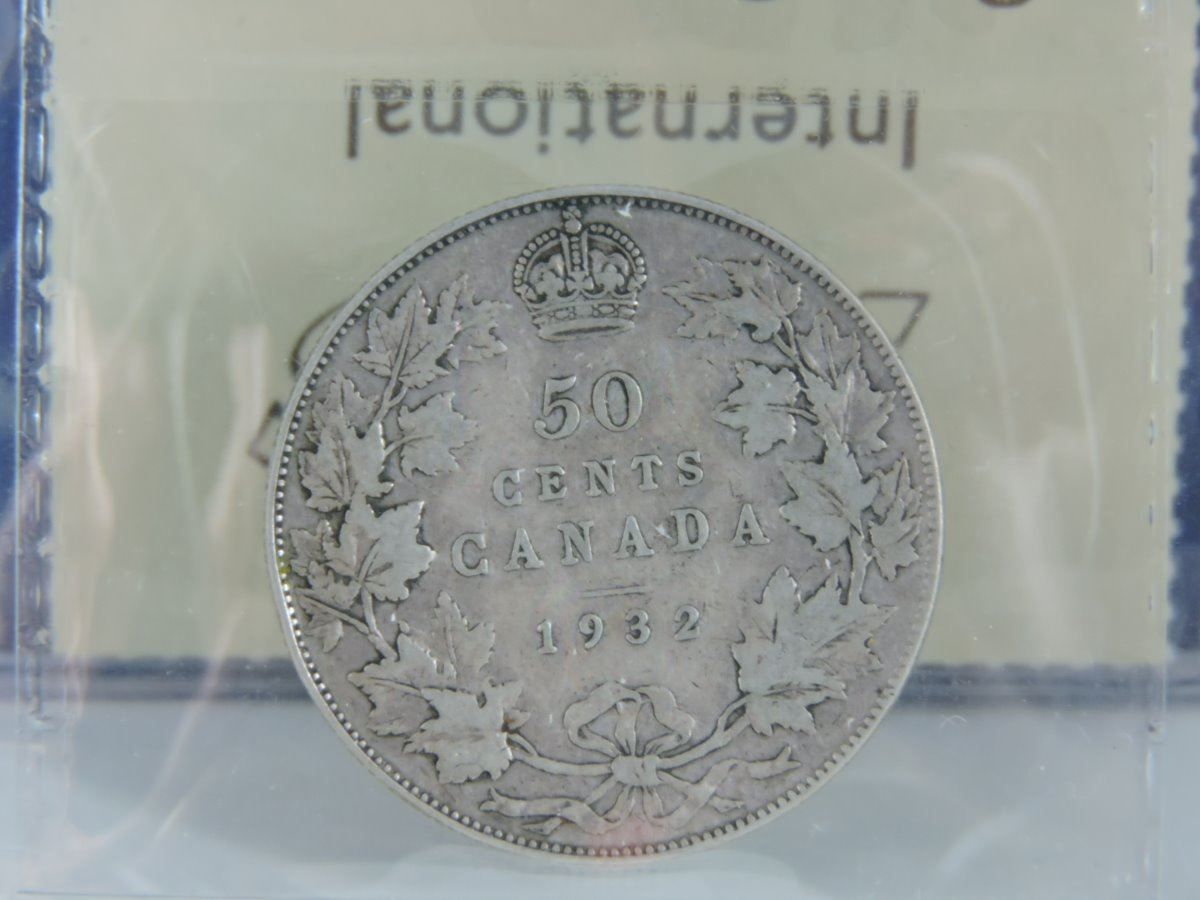 International
50
CENTS
CANADA
1932